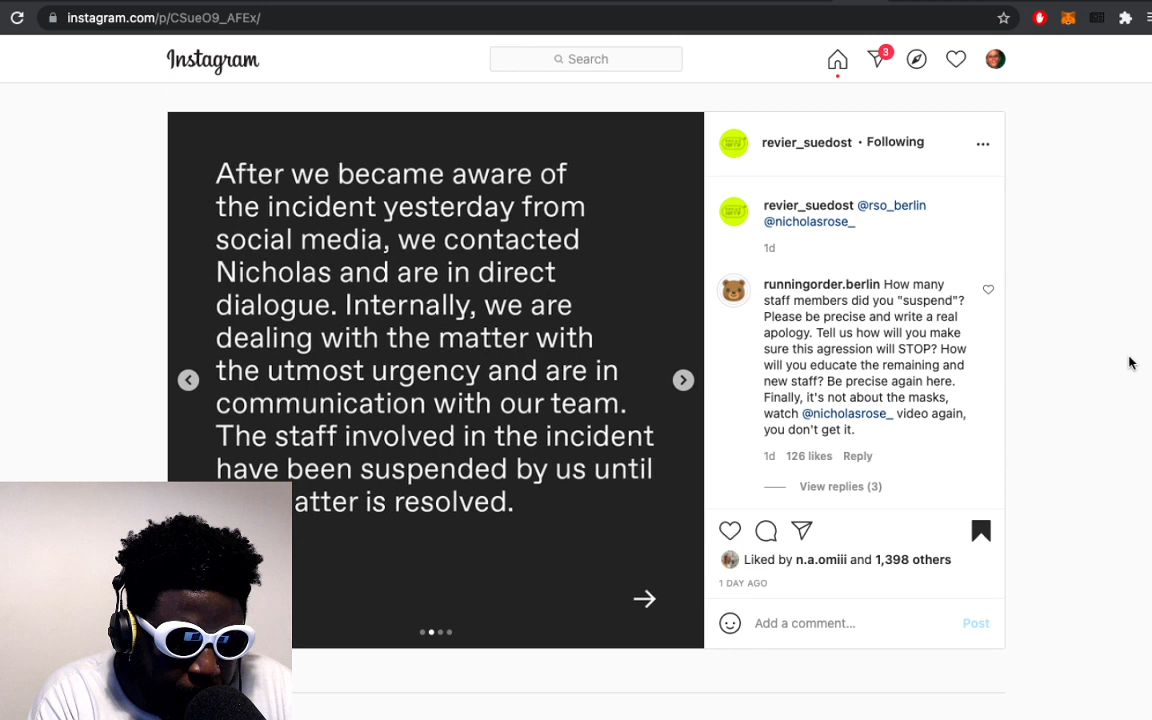 instagram.com/p/CSueO9_AFEx/
Instagram
Search
3
After we became aware of
the incident yesterday from
social media, we contacted
Nicholas and are in direct
dialogue. Internally, we are
dealing with the matter with
the utmost urgency and are in
communication with our team.
The staff involved in the incident
have been suspended by us until
atter is resolved.
revier_suedost • Following
revier_suedost @rso_berlin
@nicholasrose_
1d
runningorder.berlin How many
staff members did you "suspend"?
Please be precise and write a real
apology. Tell us how will you make
sure this agression will STOP? How
will you educate the remaining and
new staff? Be precise again here.
Finally, it's not about the masks,
watch @nicholasrose_ video again,
you don't get it.
1d 126 likes Reply
View replies (3)
Liked by n.a.omiii and 1,398 others
1 DAY AGO
Add a comment... Post